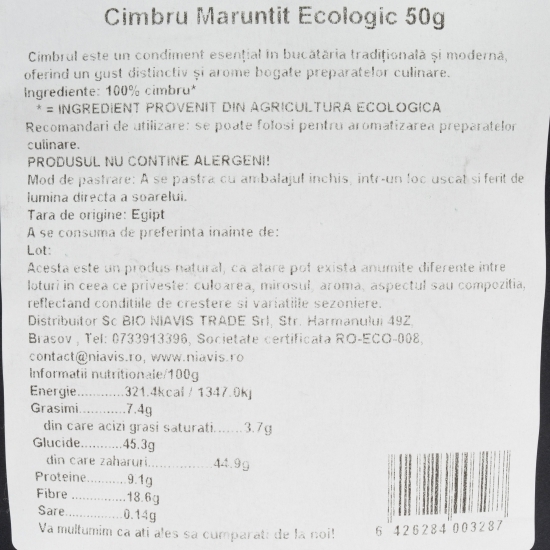 Cimbru Maruntit Ecologic 50g
Cimbrul este un condiment esențial în bucătăria tradițională și modernă,
oferind un gust distinctiv și arome bogate preparatelor culinare.
Ingrediente: 100% cimbru*
* = INGREDIENT PROVENIT DIN AGRICULTURA ECOLOGICA
Recomandari de utilizare: se poate folosi pentru aromatizarea preparatelor
culinare.
PRODUSUL NU CONTINE ALERGENI!
Mod de pastrare: A se pastra cu ambalajul inchis, intr-un loc uscat si ferit de
lumina directa a soarelui.
Tara de origine: Egipt
A se consuma de preferinta inainte de:
Lot:
Acesta este un produs natural, ca atare pot exista anumite diferente intre
loturi in ceea ce priveste: culoarea, mirosul, aroma, aspectul sau compozitia,
reflectand conditiile de crestere si variatiile sezoniere.
Distribuitor Sc BIO NIAVIS TRADE Srl, Str. Harmanului 49Z,
Brasov , Tel: 0733913396, Societate certificata RO-ECO-008,
contact@niavis.ro, www.niavis.ro
Informatii nutritionale/100g
Energie............321.4kcal / 1347.0kj
Grasimi............7.4g
din care acizi grasi saturati.......3.7g
Glucide...........45.3g
din care zaharuri................44.9g
Proteine..........9.1g
Fibre ..............18.6g
Sare...............0.14g
Va multumim ca ati ales sa cumparati de la noi!
6 426284 003287